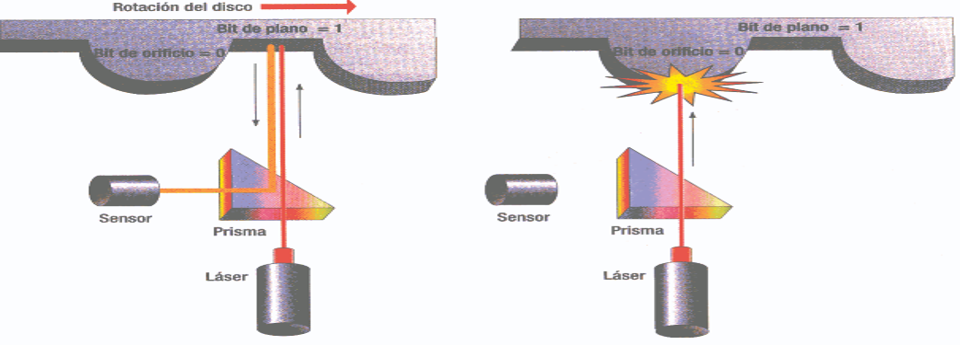 Rotación del disco
Bit de plano = 1
Bit de orificio = 0
Sensor
Prisma
Láser
Bit de plano = 1
Bit de orificio = 0
Sensor
Prisma
Láser